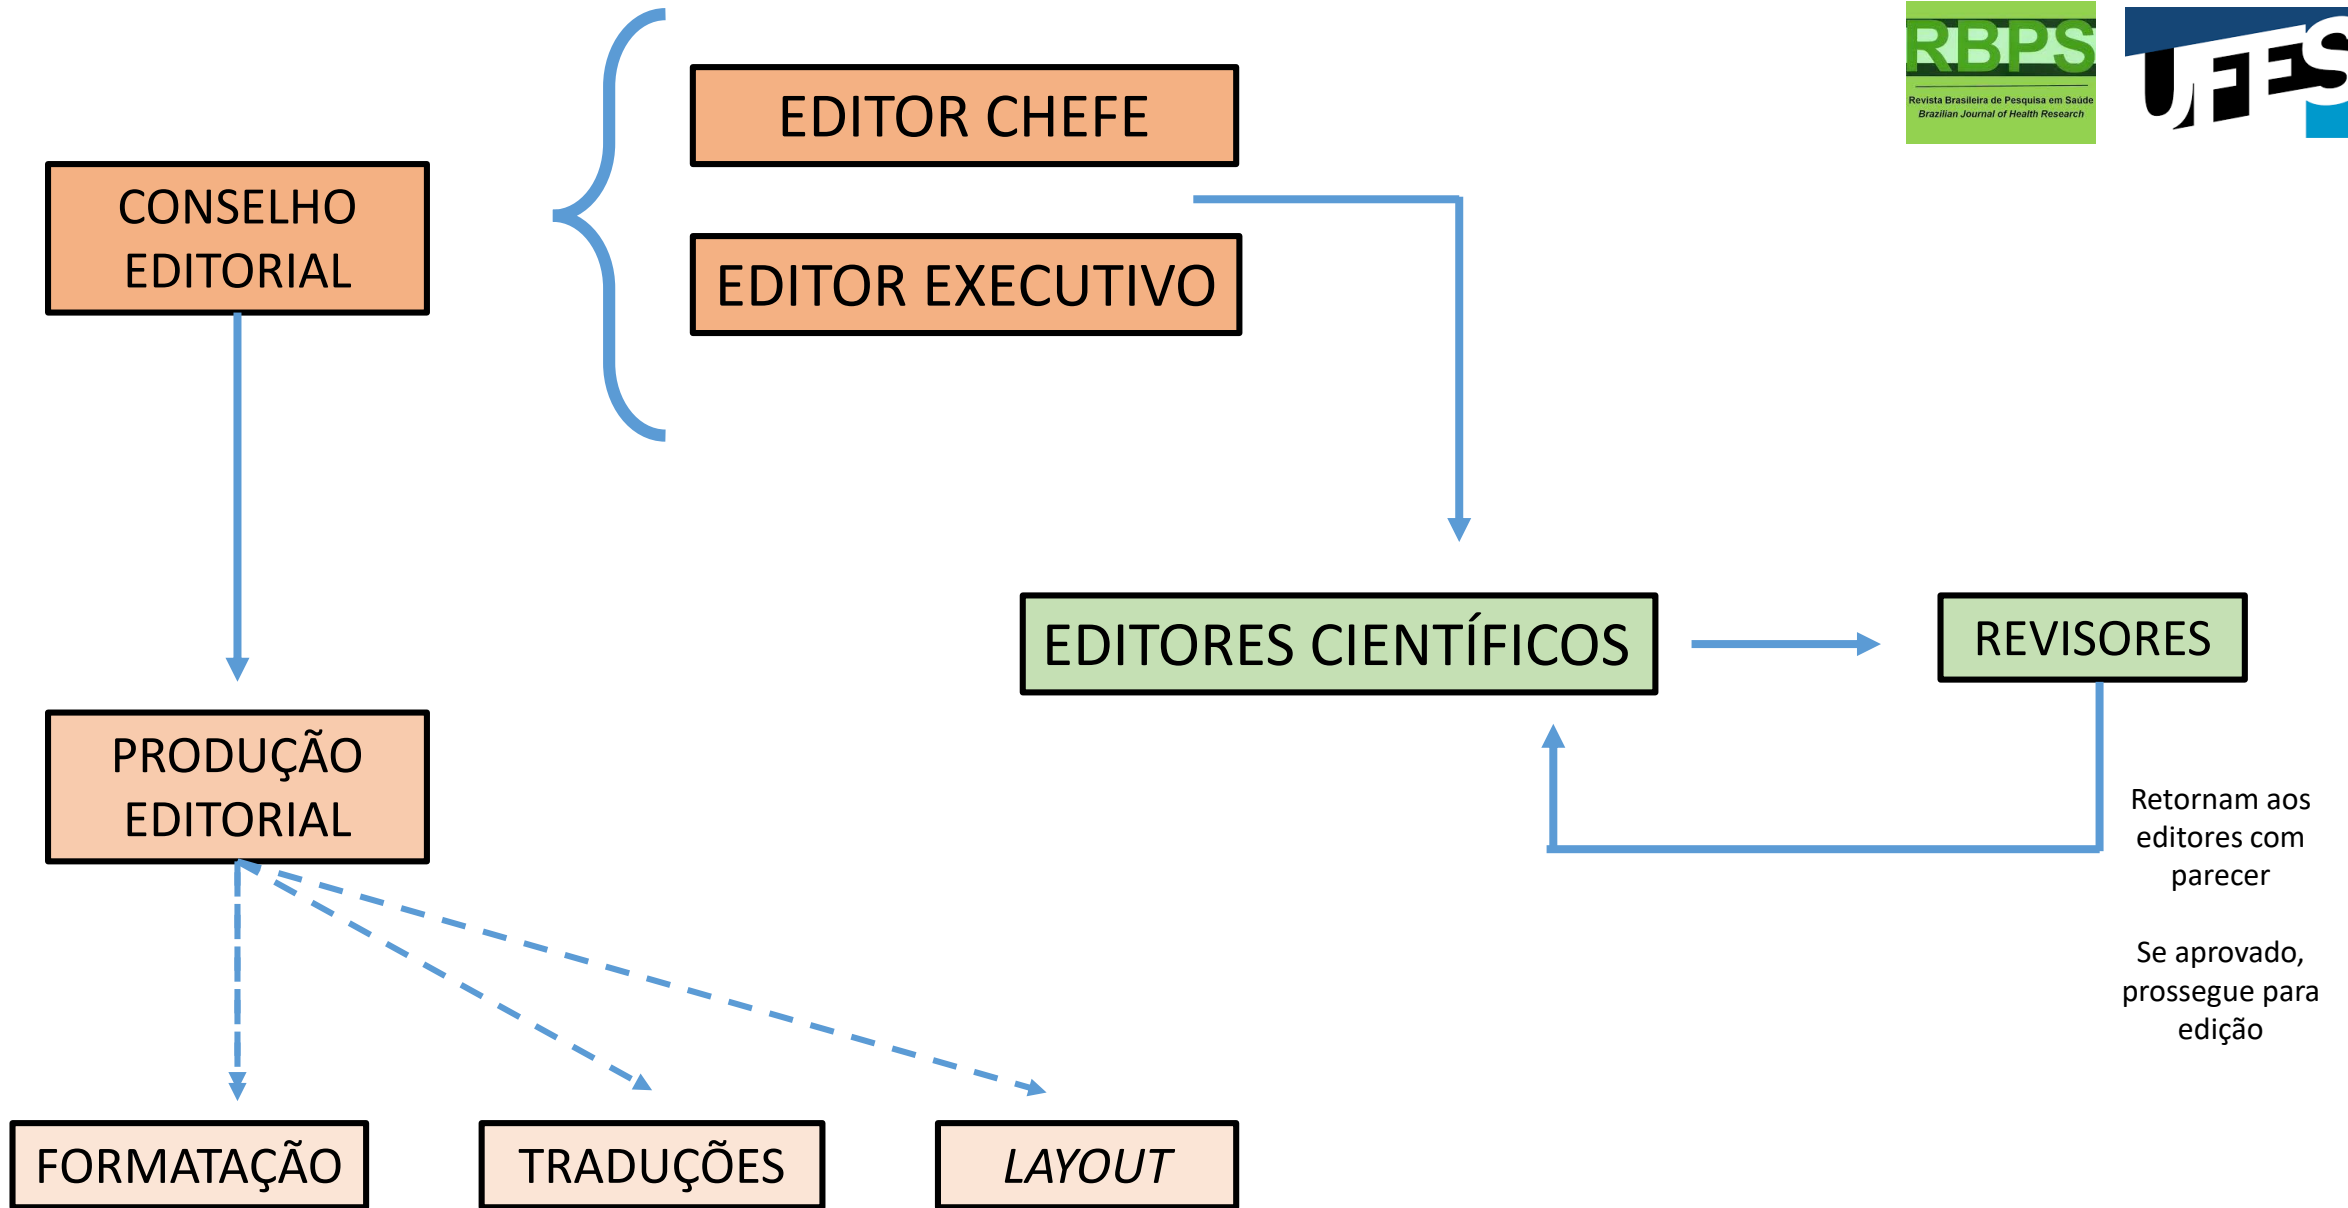 RBPS
Revista Brasileira de Pesquisa em Saúde
Brazilian Journal of Health Research
UFES
EDITOR CHEFE
CONSELHO
EDITORIAL
EDITOR EXECUTIVO
EDITORES CIENTÍFICOS
REVISORES
PRODUÇÃO
EDITORIAL
Retornam aos
editores com
parecer
Se aprovado,
prossegue para
edição
FORMATAÇÃO
TRADUÇÕES
LAYOUT